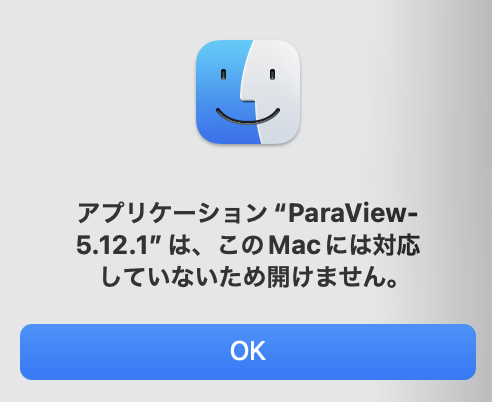 アプリケーション “ParaView-
5.12.1” は、このMacには対応
していないため開けません。
OK